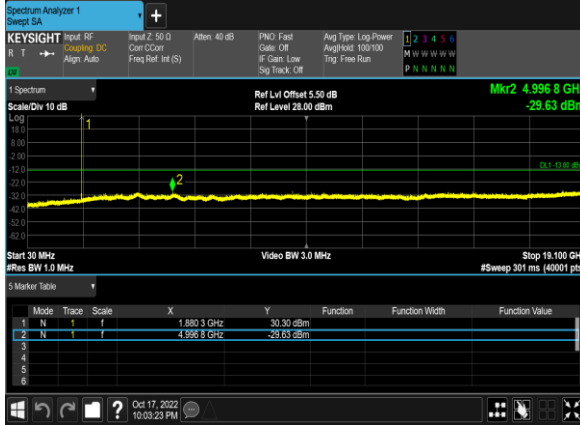 Spectrum Analyzer 1
Swept SA
+
KEYSIGHT Input: RF Input Z: 50 Ω Atten: 40 dB PNO: Fast Avg Type: Log-Power 1 2 3 4 5 6
R T Coupling: DC Corr CCorr Gate: Off Avg|Hold: 100/100 M W W W W W
Align: Auto Freq Ref: Int (S) IF Gain: Low Trig: Free Run
Sig Track: Off P N N N N N
1 Spectrum Ref Lvl Offset 5.50 dB Mkr2 4.996 8 GH
Scale/Div 10 dB Ref Level 28.00 dBm -29.63 dBm
Log
18.0
8.00
-2.00
-12.0
-22.0
-32.0
-42.0
-52.0
-62.0
1
2
DL1 -13.00 dB
Start 30 MHz Video BW 3.0 MHz Stop 19.100 GH
#Res BW 1.0 MHz #Sweep 301 ms (40001 pts
5 Marker Table
Mode Trace Scale X Y Function Function Width Function Value
1 N 1 f 1.880 3 GHz 30.30 dBm
2 N 1 f 4.996 8 GHz -29.63 dBm
3
4
5
6
? Oct 17, 2022
10:03:23 PM